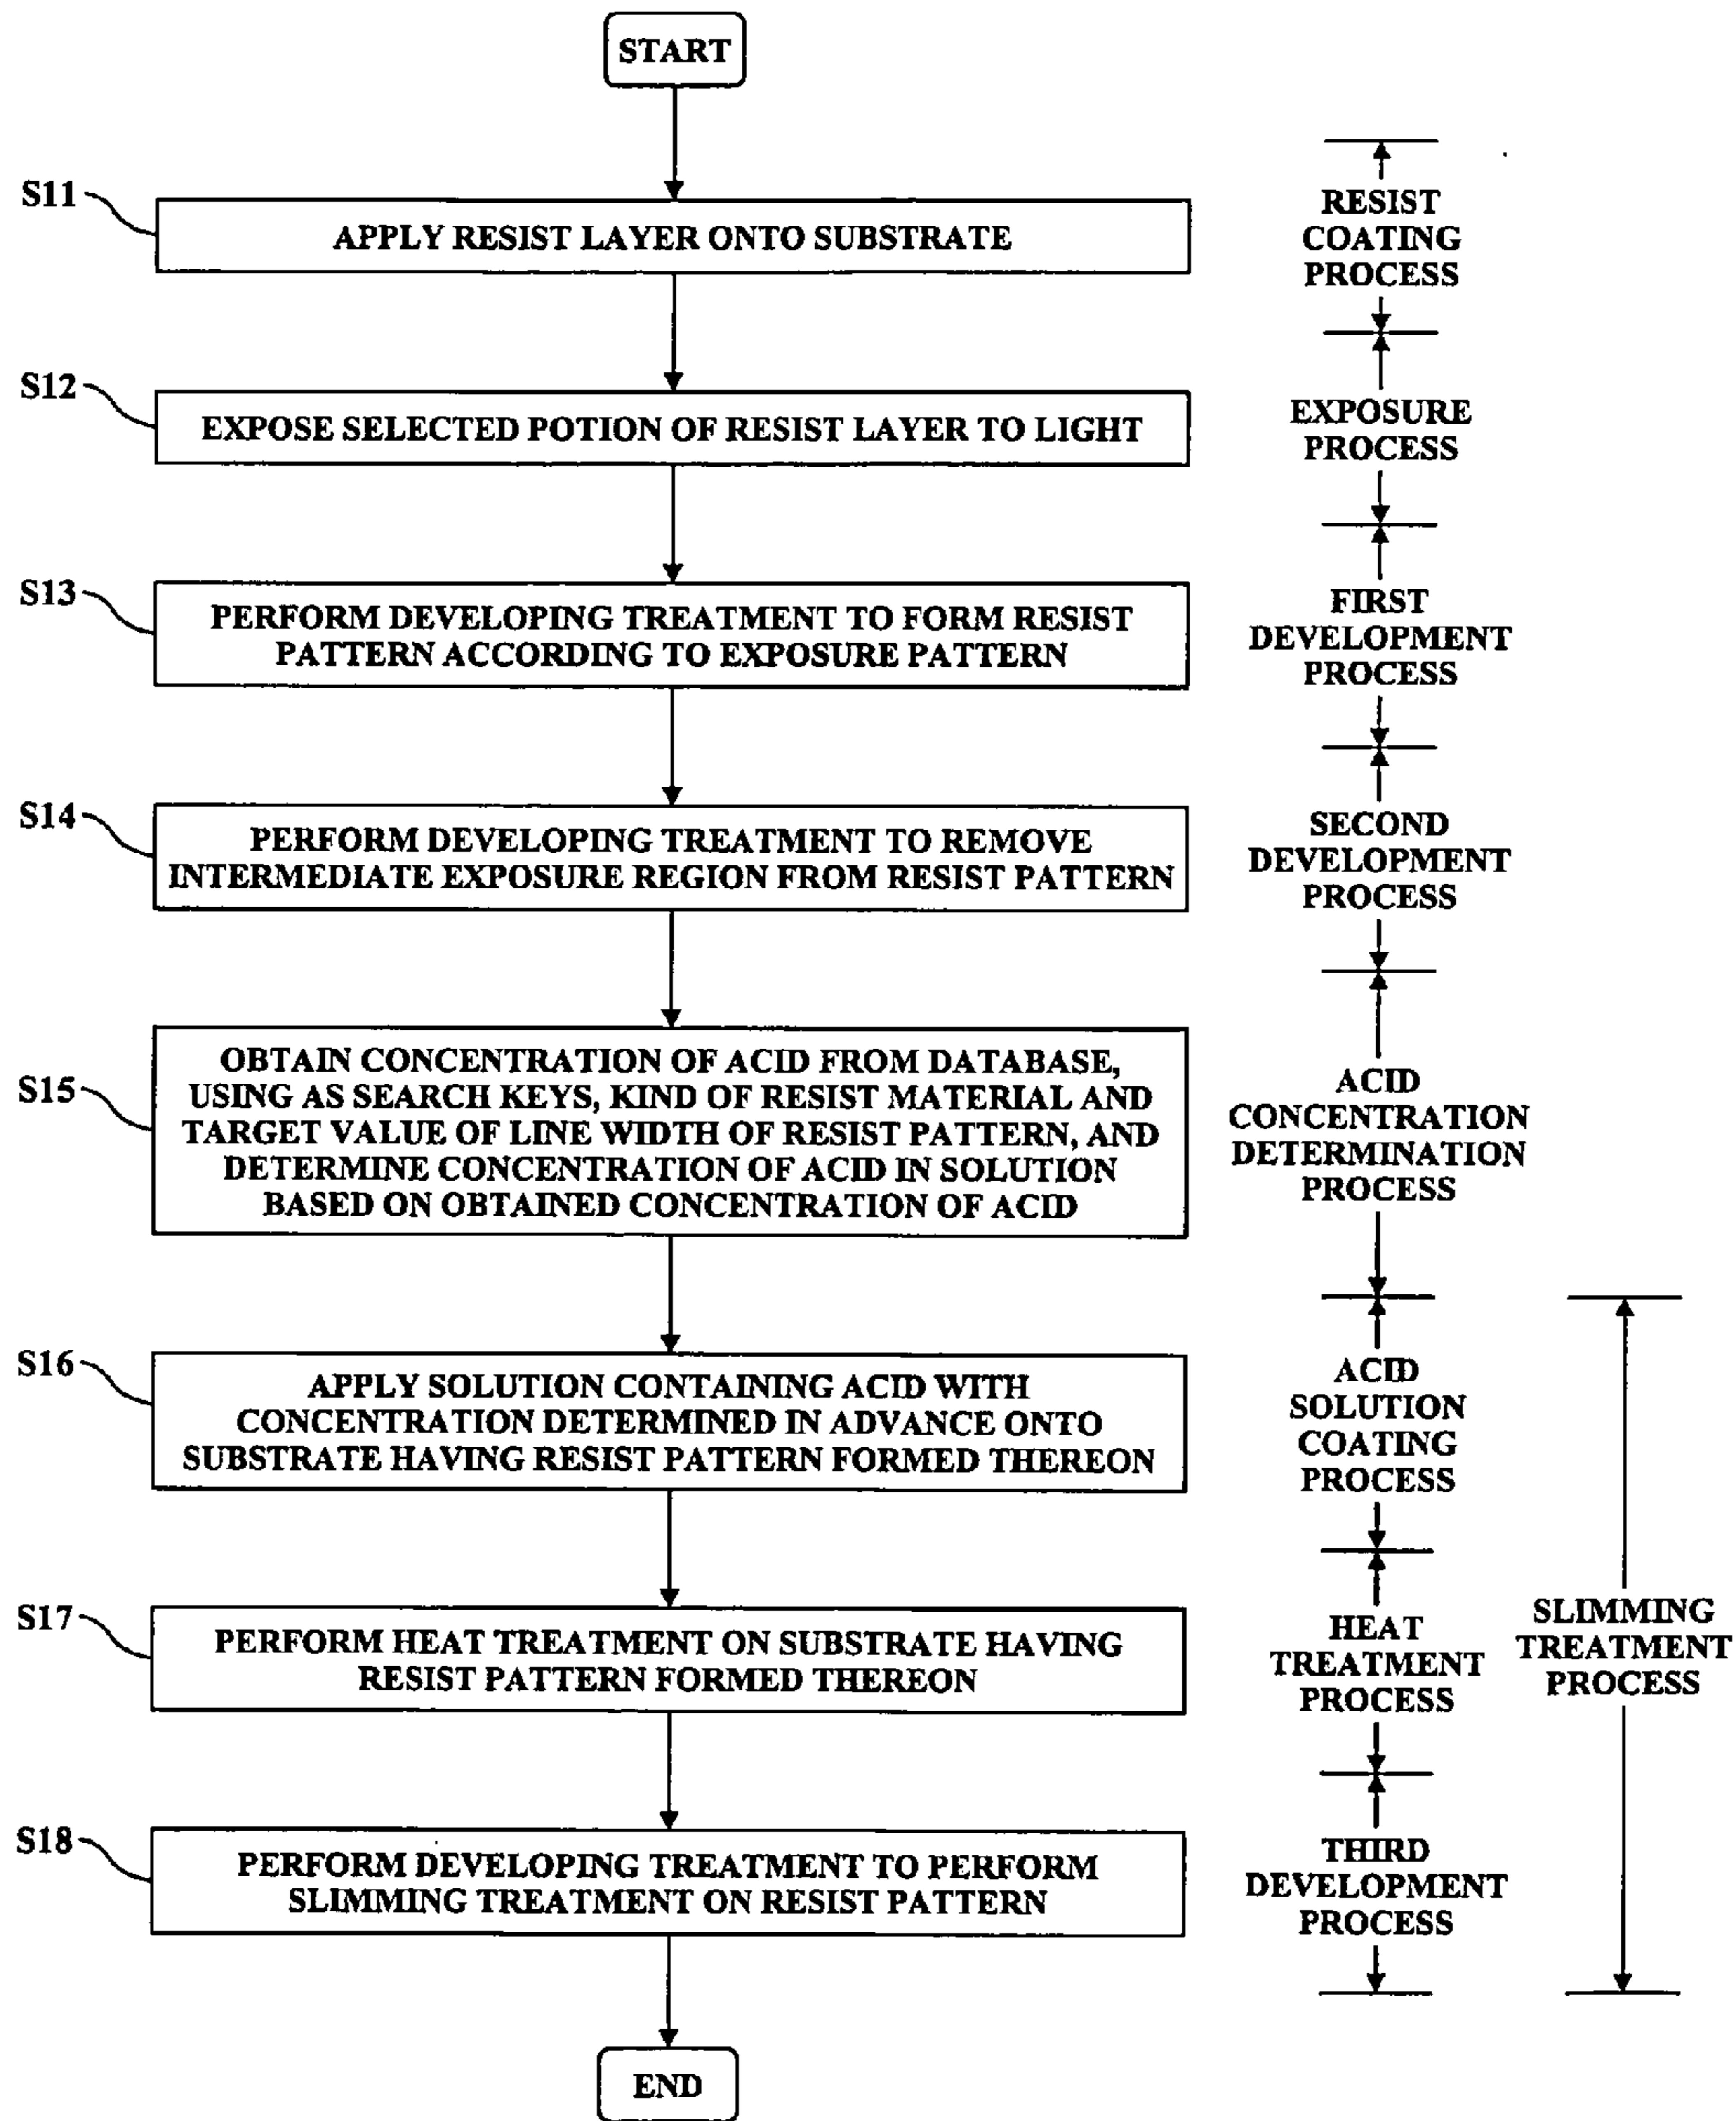 START
S11
APPLY RESIST LAYER ONTO SUBSTRATE
RESIST
COATING
PROCESS
S12
EXPOSE SELECTED POTION OF RESIST LAYER TO LIGHT
EXPOSURE
PROCESS
S13
PERFORM DEVELOPING TREATMENT TO FORM RESIST
PATTERN ACCORDING TO EXPOSURE PATTERN
FIRST
DEVELOPMENT
PROCESS
S14
PERFORM DEVELOPING TREATMENT TO REMOVE
INTERMEDIATE EXPOSURE REGION FROM RESIST PATTERN
SECOND
DEVELOPMENT
PROCESS
S15
OBTAIN CONCENTRATION OF ACID FROM DATABASE,
USING AS SEARCH KEYS, KIND OF RESIST MATERIAL AND
TARGET VALUE OF LINE WIDTH OF RESIST PATTERN, AND
DETERMINE CONCENTRATION OF ACID IN SOLUTION
BASED ON OBTAINED CONCENTRATION OF ACID
ACID
CONCENTRATION
DETERMINATION
PROCESS
S16
APPLY SOLUTION CONTAINING ACID WITH
CONCENTRATION DETERMINED IN ADVANCE ONTO
SUBSTRATE HAVING RESIST PATTERN FORMED THEREON
ACID
SOLUTION
COATING
PROCESS
S17
PERFORM HEAT TREATMENT ON SUBSTRATE HAVING
RESIST PATTERN FORMED THEREON
HEAT
TREATMENT
PROCESS
SLIMMING
TREATMENT
PROCESS
S18
PERFORM DEVELOPING TREATMENT TO PERFORM
SLIMMING TREATMENT ON RESIST PATTERN
THIRD
DEVELOPMENT
PROCESS
END